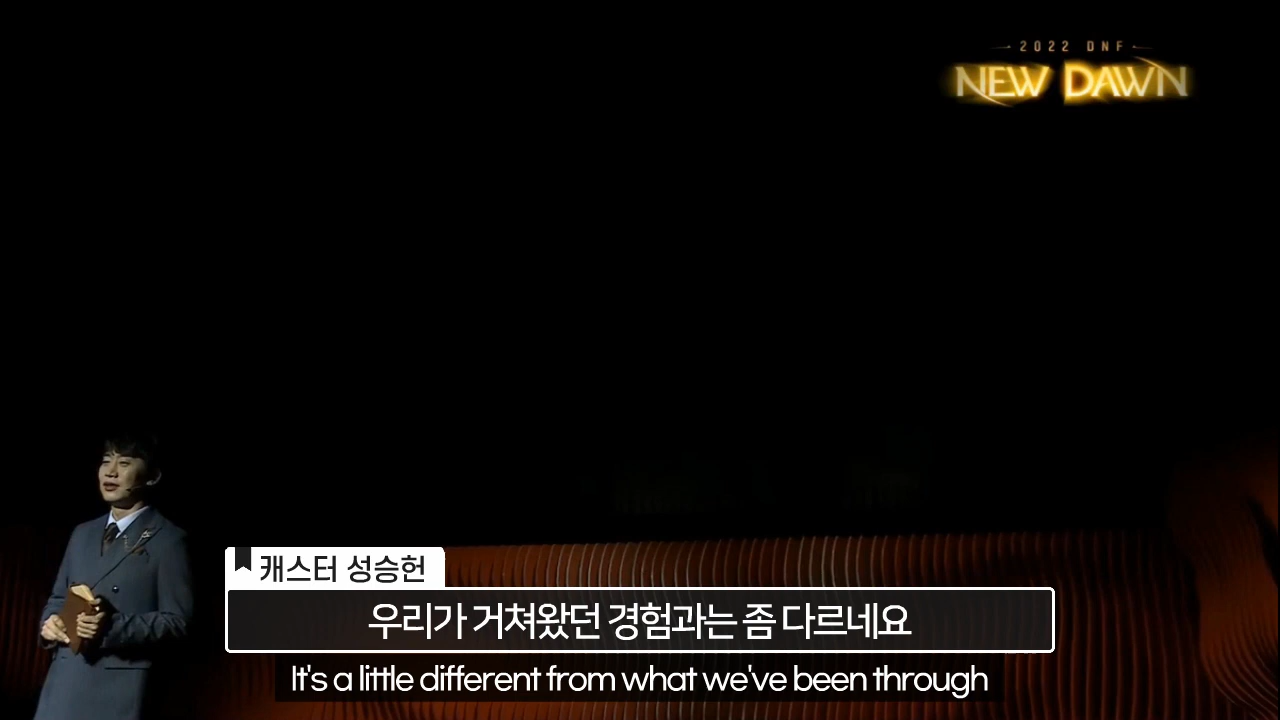 2022 DNF
NEW DAWN
캐스터 성승헌
우리가 거쳐왔던 경험과는 좀 다르네요
It's a little different from what we've been through